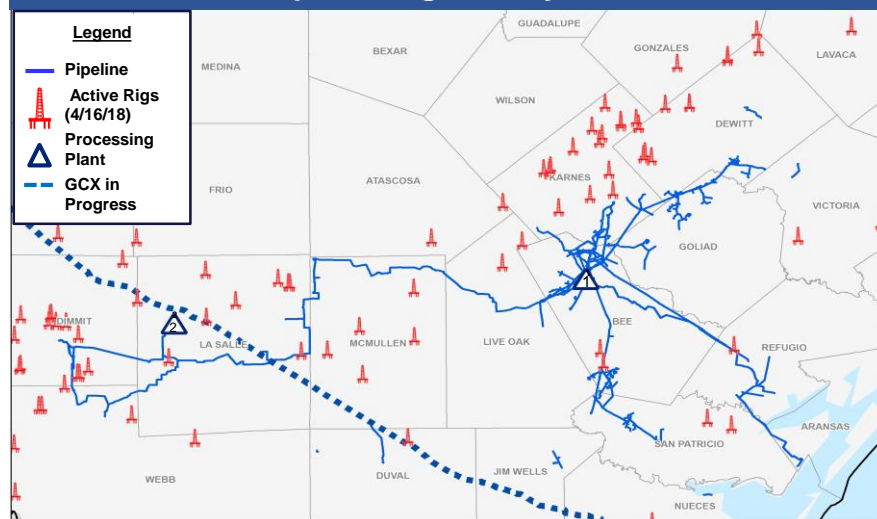 Legend
Pipeline
Active Rigs
(4/16/18)
Processing
Plant
GCX in
Progress
GUADALUPE
BEXAR
GONZALES
LAVACA
MEDINA
WILSON
DEWITT
FRIO
ATASCOSA
KARNES
VICTORIA
GOLIAD
1
DIMMIT
2
LA SALLE
MCMULLEN
LIVE OAK
BEE
REFUGIO
ARANSAS
SAN PATRICIO
WEBB
DUVAL
JIM WELLS
NUECES